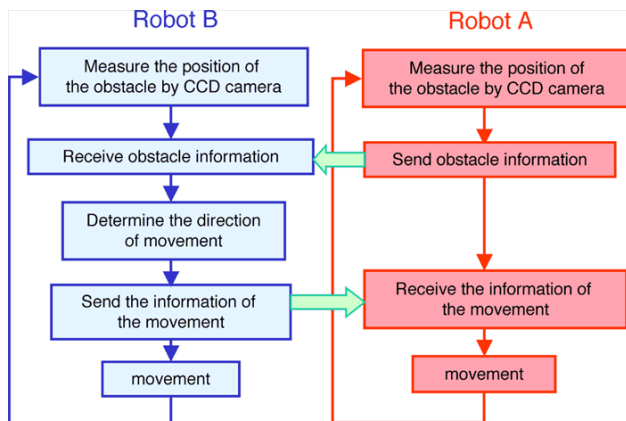 Robot B
Measure the position of
the obstacle by CCD camera
Receive obstacle information
Determine the direction
of movement
Send the information of
the movement
movement
Robot A
Measure the position of
the obstacle by CCD camera
Send obstacle information
Receive the information of
the movement
movement